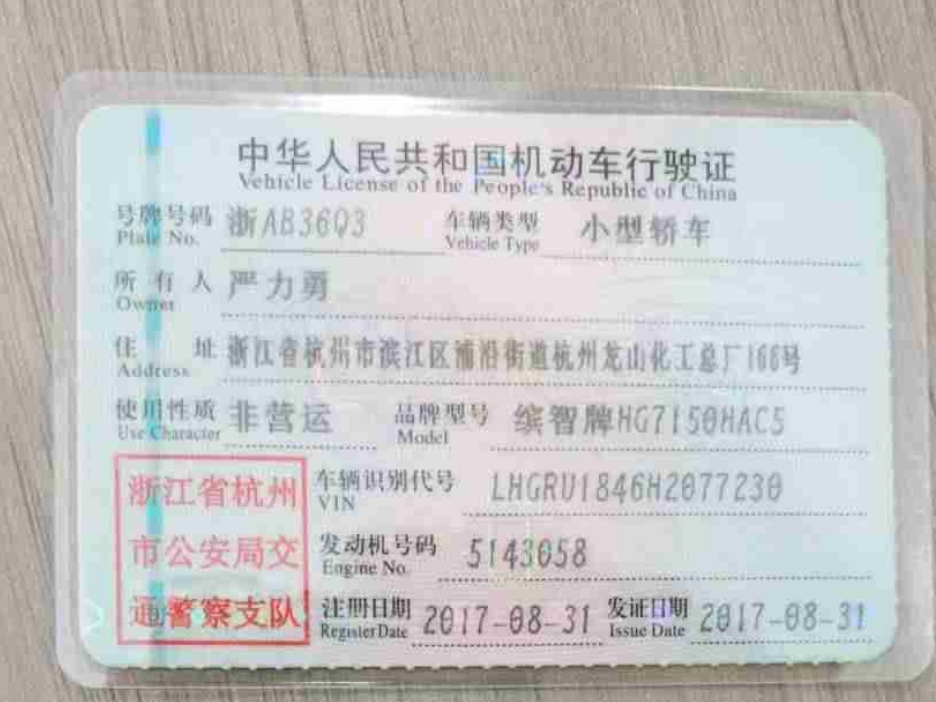 中华人民共和国机动车行驶证
Vehicle License of the People's Republic of China
号牌号码 浙AB36Q3 车辆类型 小型轿车
Plate No. Vehicle Type
所有人 严力勇
Owner
住址 浙江省杭州市滨江区浦沿街道杭州龙山化工总厂166号
Address
使用性质 非营运 品牌型号 缤智牌HG7150HAC5
Use Character Model
浙江省杭州
市公安局交
通警察支队
车辆识别代号 LHGRU1846H2077230
VIN
发动机号码 5143058
Engine No.
注册日期 2017-08-31 发证日期 2017-08-31
Register Date Issue Date